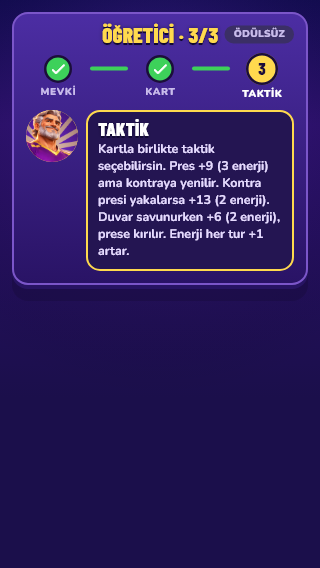 ÖĞRETİCİ · 3/3 ÖDÜLSÜZ
3
MEVKİ KART TAKTİK
TAKTİK
Kartla birlikte taktik
seçebilirsin. Pres +9 (3 enerji)
ama kontraya yenilir. Kontra
presi yakalarsa +13 (2 enerji).
Duvar savunurken +6 (2 enerji),
prese kırılır. Enerji her tur +1
artar.